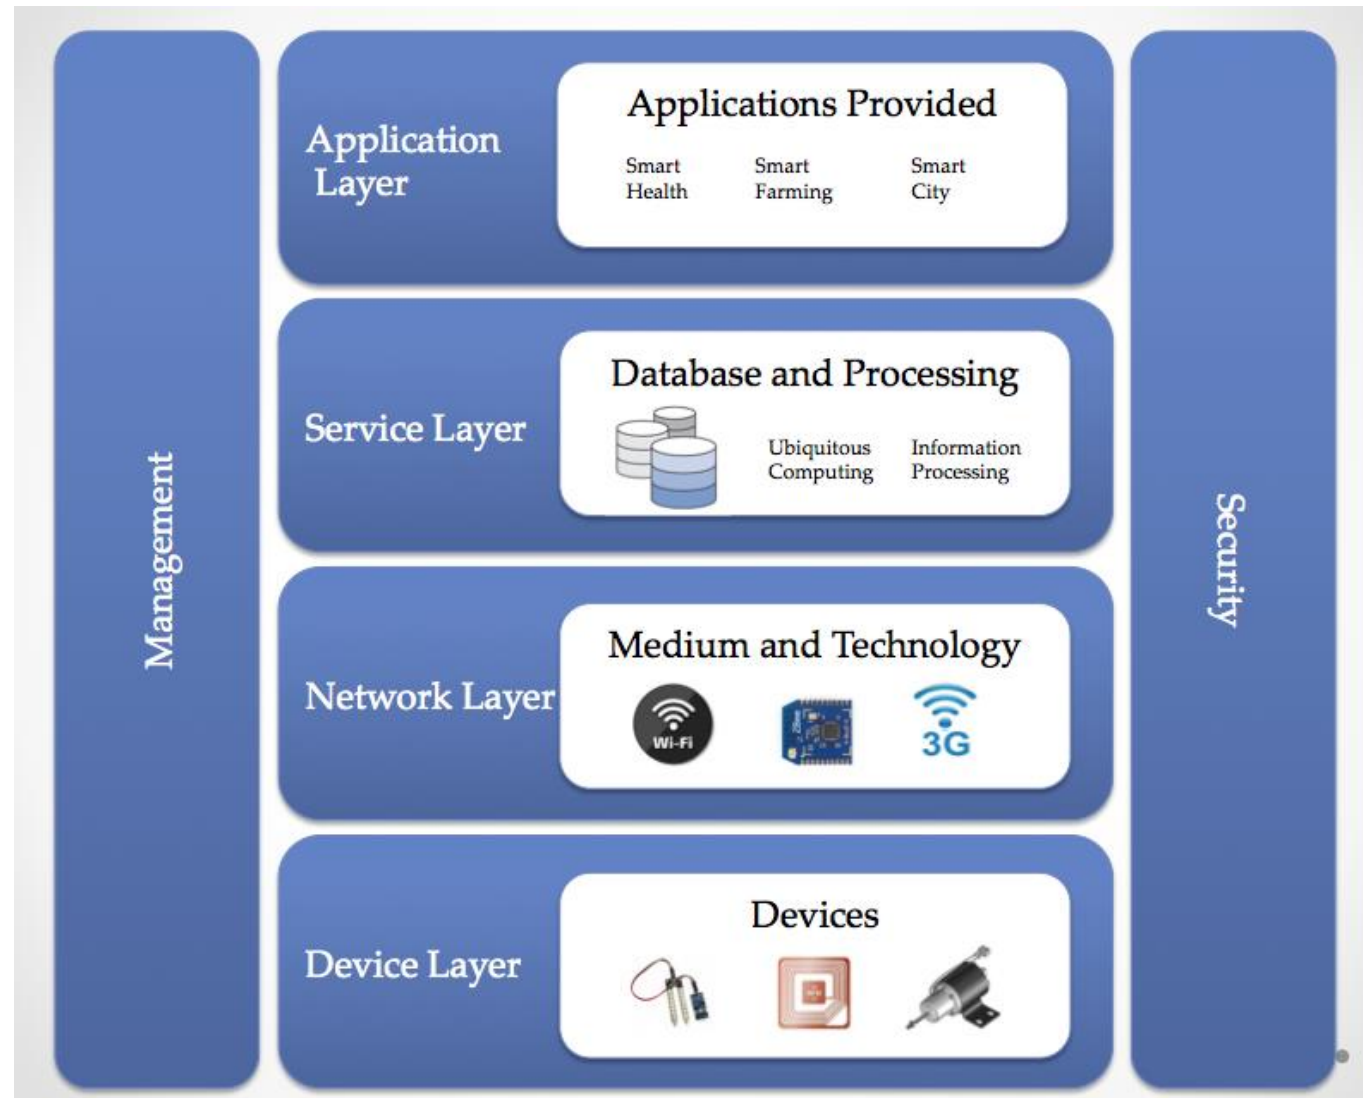 Management
Application
Layer
Applications Provided
Smart
Health
Smart
Farming
Smart
City
Service Layer
Database and Processing
Ubiquitous
Computing
Information
Processing
Network Layer
Medium and Technology
Wi-Fi
3G
Device Layer
Devices
Security